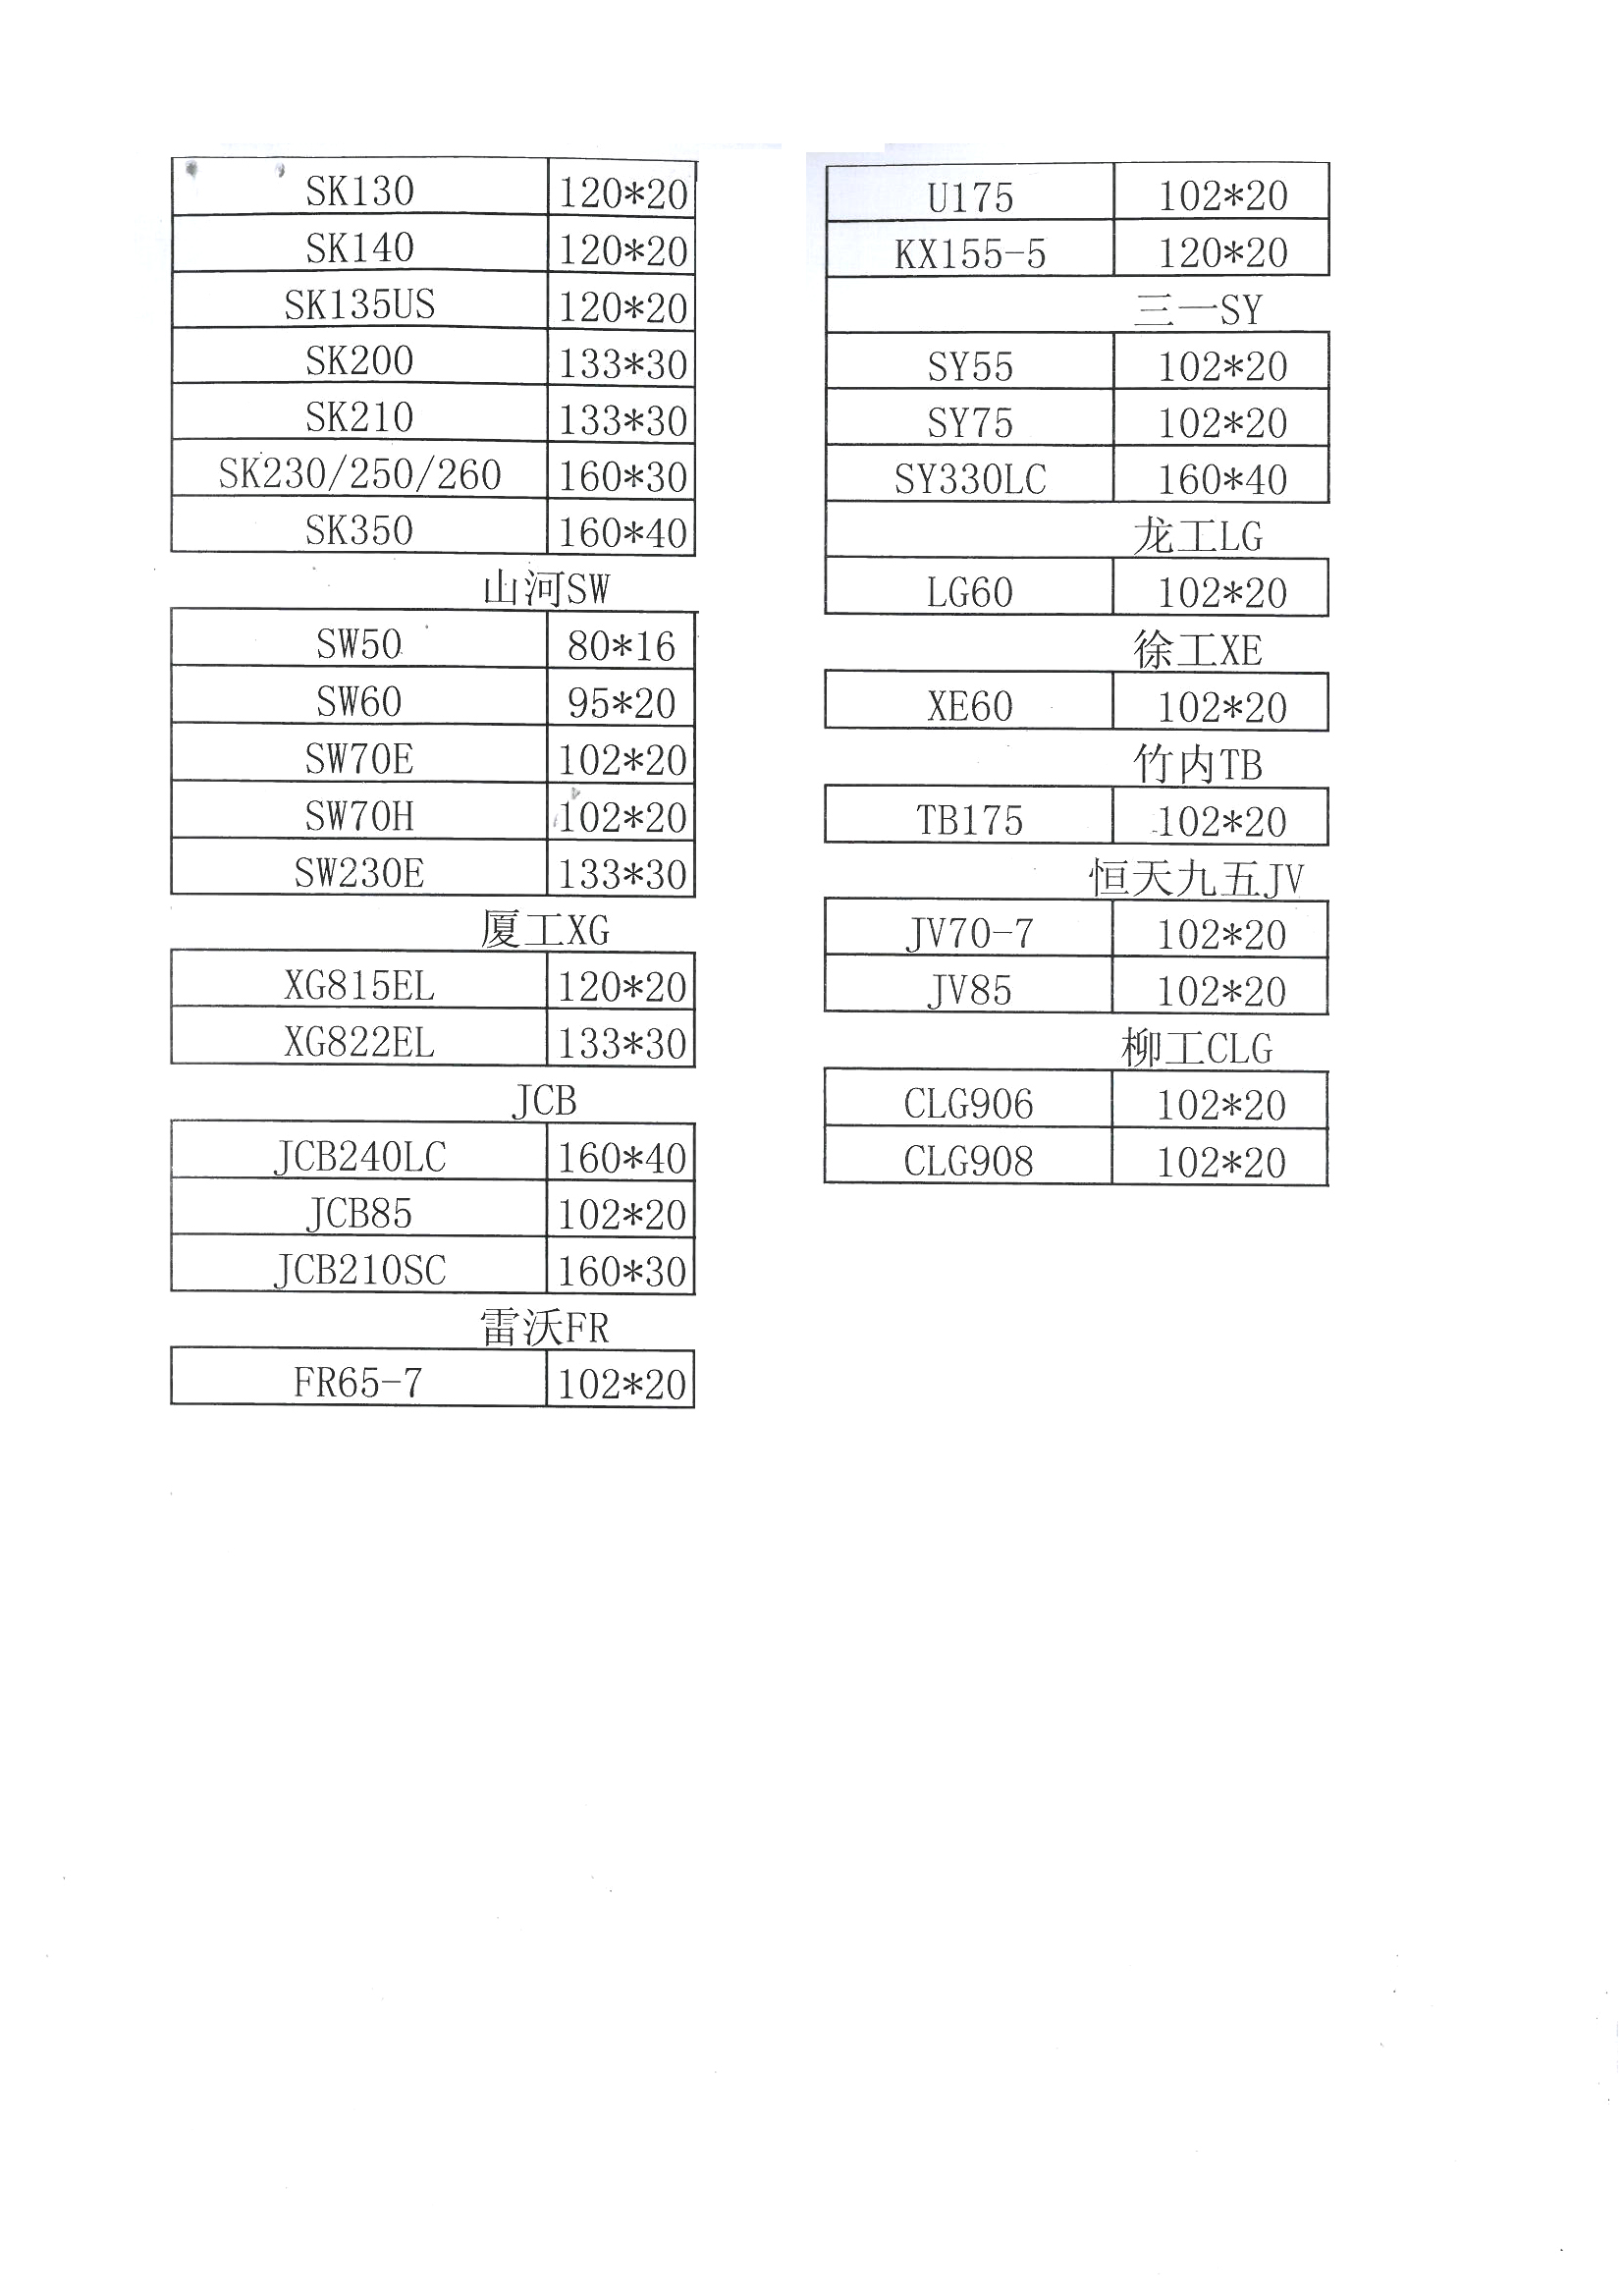 SK130 120*20
SK140 120*20
SK135US 120*20
SK200 133*30
SK210 133*30
SK230/250/260 160*30
SK350 160*40
山河SW
SW50 80*16
SW60 95*20
SW70E 102*20
SW70H 102*20
SW230E 133*30
厦工XG
XG815EL 120*20
XG822EL 133*30
JCB
JCB240LC 160*40
JCB85 102*20
JCB210SC 160*30
雷沃FR
FR65-7 102*20
U175 102*20
KX155-5 120*20
三一SY
SY55 102*20
SY75 102*20
SY330LC 160*40
龙工LG
LG60 102*20
徐工XE
XE60 102*20
竹内TB
TB175 102*20
恒天九五JV
JV70-7 102*20
JV85 102*20
柳工CLG
CLG906 102*20
CLG908 102*20